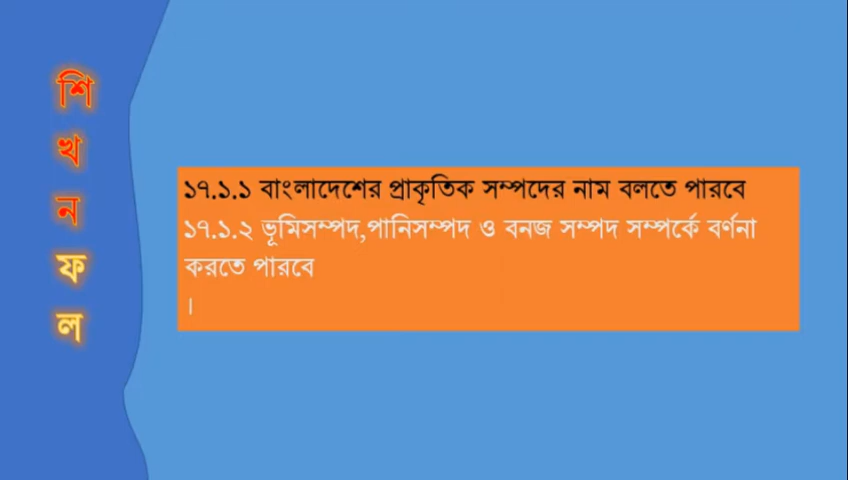 শি
খ
ন
ফ
ল
১৭.১.১ বাংলাদেশের প্রাকৃতিক সম্পদের নাম বলতে পারবে
১৭.১.২ ভূমিসম্পদ,পানিসম্পদ ও বনজ সম্পদ সম্পর্কে বর্ণনা
করতে পারবে
।